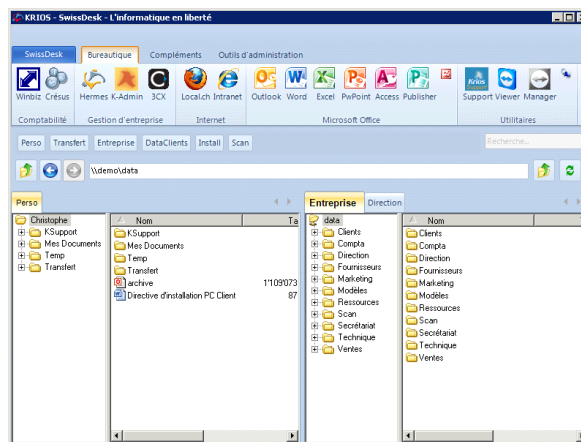 KRIOS - SwissDesk - L'informatique en liberté
SwissDesk Bureautique Compléments Outils d'administration
Winbiz Crésus Hermes K-Admin 3CX Local.ch Intranet Outlook Word Excel PwPoint Access Publisher Support Viewer Manager
Comptabilité Gestion d'entreprise Internet Microsoft Office Utilitaires
Perso Transfert Entreprise DataClients Install Scan Recherche...
\\demo\data
Perso Entreprise Direction
Christophe Nom Ta data Nom
KSupport KSupport Clients Clients
Mes Documents Mes Documents Compta Compta
Temp Temp Direction Direction
Transfert Transfert Fournisseurs Fournisseurs
archive 1'109'073 Marketing Marketing
Directive d'installation PC Client 87 Modèles Modèles
Ressources Ressources
Scan Scan
Secrétariat Secrétariat
Technique Technique
Ventes Ventes